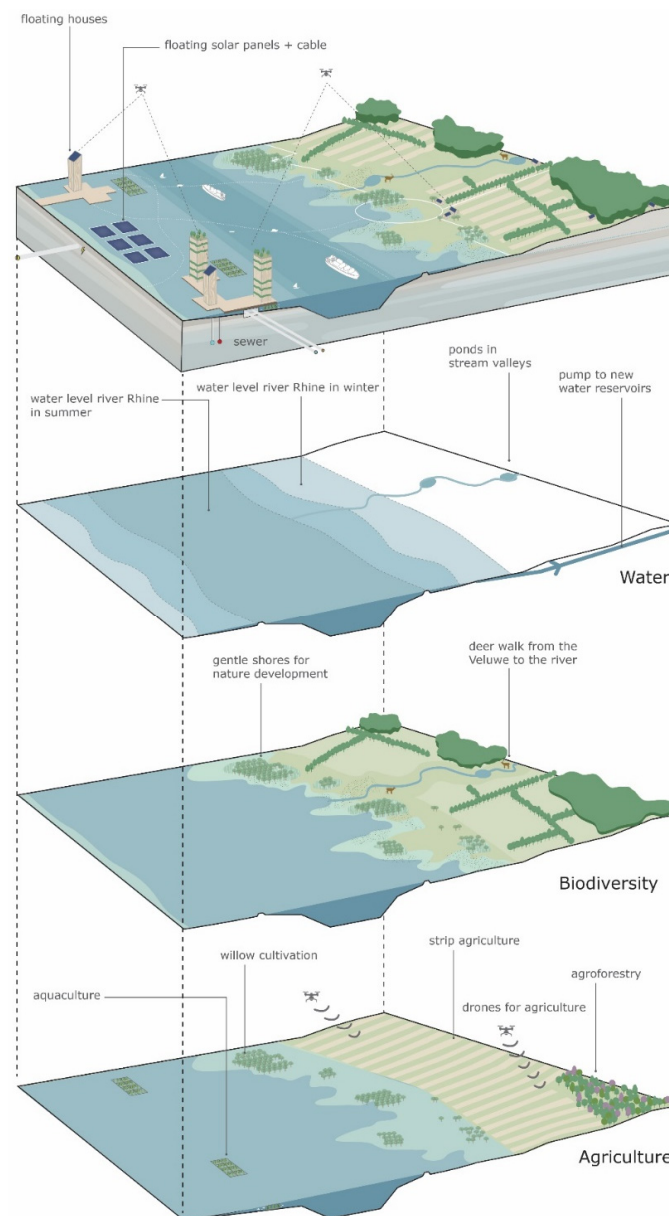 floating houses
floating solar panels + cable
sewer
water level river Rhine
in summer
water level river Rhine in winter
ponds in
stream valleys
pump to new
water reservoirs
Water
gentle shores for
nature development
deer walk from the
Veluwe to the river
Biodiversity
willow cultivation
strip agriculture
aquaculture
agroforestry
drones for agriculture
Agriculture